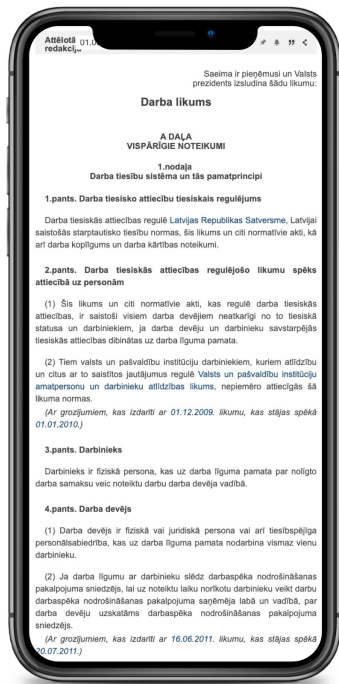 Attēlotā
redakcija 01.0
Saeima ir pieņēmusi un Valsts
prezidents izsludina šādu likumu:
Darba likums
A DAĻA
VISPĀRĪGIE NOTEIKUMI
1.nodaļa
Darba tiesību sistēma un tās pamatprincipi
1.pants. Darba tiesisko attiecību tiesiskais regulējums
Darba tiesiskās attiecības regulē Latvijas Republikas Satversme, Latvijai
saistošās starptautisko tiesību normas, šis likums un citi normatīvie akti, kā
arī darba koplīgums un darba kārtības noteikumi.
2.pants. Darba tiesiskās attiecības regulējošo likumu spēks
attiecībā uz personām
(1) Šis likums un citi normatīvie akti, kas regulē darba tiesiskās
attiecības, ir saistoši visiem darba devējiem neatkarīgi no to tiesiskā
statusa un darbiniekiem, ja darba devēju un darbinieku savstarpējās
tiesiskās attiecības dibinātas uz darba līguma pamata.
(2) Tiem valsts un pašvaldību institūciju darbiniekiem, kuriem atlīdzību
un citus ar to saistītos jautājumus regulē Valsts un pašvaldību institūciju
amatpersonu un darbinieku atlīdzības likums, nepiemēro attiecīgās šā
likuma normas.
(Ar grozījumiem, kas izdarīti ar 01.12.2009. likumu, kas stājas spēkā
01.01.2010.)
3.pants. Darbinieks
Darbinieks ir fiziskā persona, kas uz darba līguma pamata par nolīgto
darba samaksu veic noteiktu darbu darba devēja vadībā.
4.pants. Darba devējs
(1) Darba devējs ir fiziskā vai juridiskā persona vai arī tiesībspējīga
personālsabiedrība, kas uz darba līguma pamata nodarbina vismaz vienu
darbinieku.
(2) Ja darba līgumu ar darbinieku slēdz darbaspēka nodrošināšanas
pakalpojuma sniedzējs, lai uz noteiktu laiku norīkotu darbinieku veikt darbu
darbaspēka nodrošināšanas pakalpojuma saņēmēja labā un vadībā, par
darba devēju uzskatāms darbaspēka nodrošināšanas pakalpojuma
sniedzējs.
(Ar grozījumiem, kas izdarīti ar 16.06.2011. likumu, kas stājas spēkā
20.07.2011.)